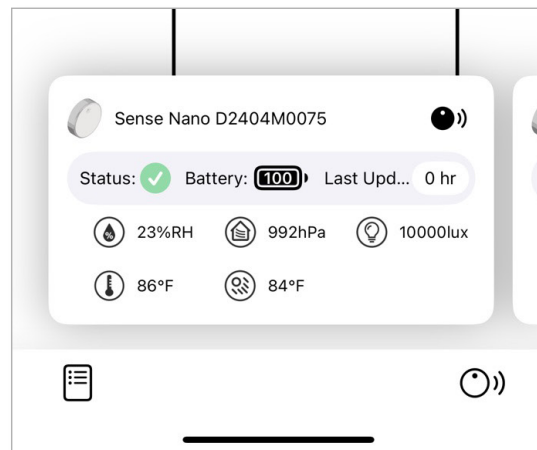 Sense Nano D2404M0075
Status: Battery: 100 Last Upd... 0 hr
23%RH 992hPa 10000lux
86°F 84°F